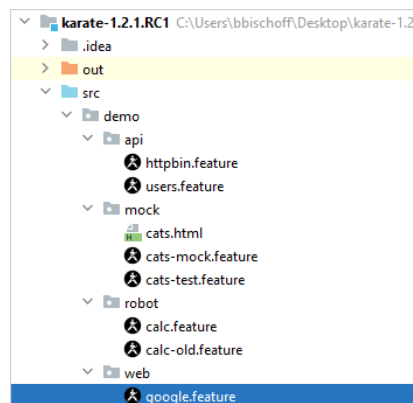 karate-1.2.1.RC1 C:\Users\bbischoff\Desktop\karate-1.2
.idea
out
src
demo
api
httpbin.feature
users.feature
mock
cats.html
cats-mock.feature
cats-test.feature
robot
calc.feature
calc-old.feature
web
google.feature